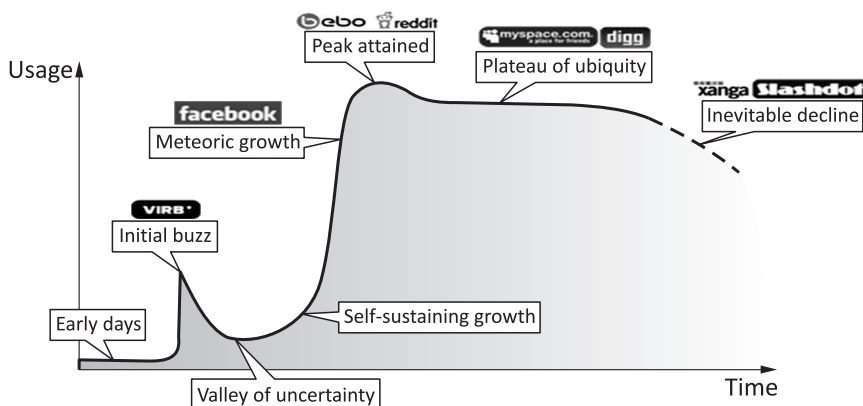 bebo reddit
Peak attained
myspace.com
a place for friends
digg
Plateau of ubiquity
Usage
xanga Slashdot
Inevitable decline
facebook
Meteoric growth
VIRB
Initial buzz
Early days
Self-sustaining growth
Valley of uncertainty
Time